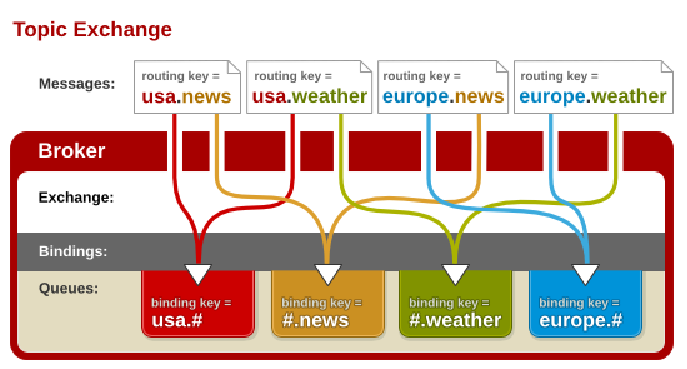 Topic Exchange
Messages:
routing key =
usa.news
routing key =
usa.weather
routing key =
europe.news
routing key =
europe.weather
Broker
Exchange:
Bindings:
Queues:
binding key =
usa.#
binding key =
#.news
binding key =
#.weather
binding key =
europe.#